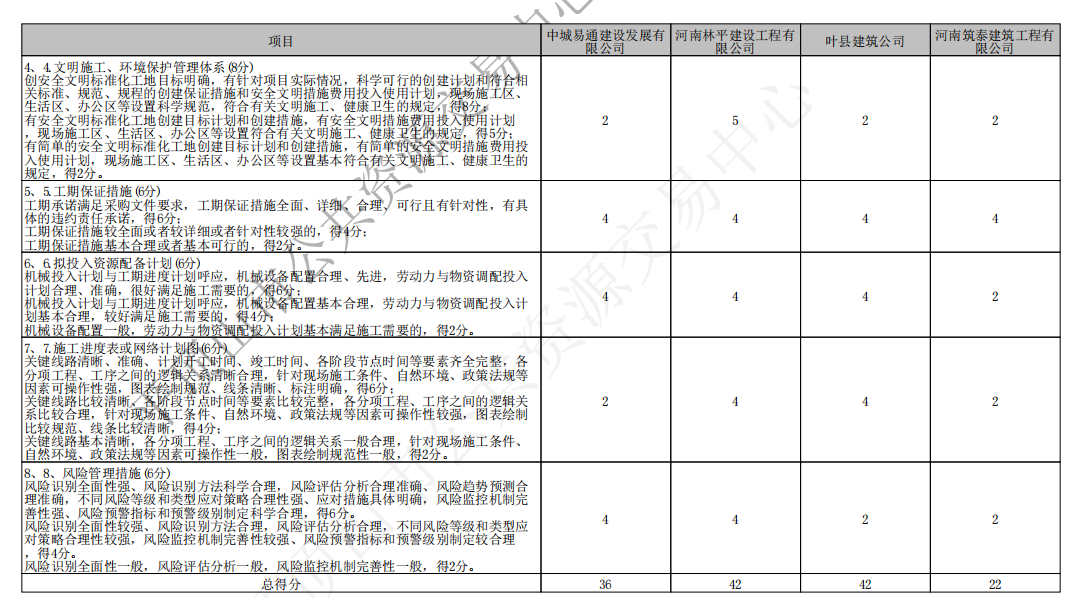 项目
中城易通建设发展有
限公司
河南林平建设工程有
限公司
叶县建筑公司
河南筑泰建筑工程有
限公司
4、4.文明施工、环境保护管理体系(8分)
创安全文明标准化工地目标明确，有针对项目实际情况，科学可行的创建计划和符合相
关标准、规范、规程的创建保证措施和安全文明措施费用投入使用计划，现场施工区、
生活区、办公区等设置科学规范，符合有关文明施工、健康卫生的规定，得8分；
有安全文明标准化工地创建目标计划和创建措施，有安全文明措施费用投入使用计划
，现场施工区、生活区、办公区等设置符合有关文明施工、健康卫生的规定，得5分；
有简单的安全文明标准化工地创建目标计划和创建措施，有简单的安全文明措施费用投
入使用计划，现场施工区、生活区、办公区等设置基本符合有关文明施工、健康卫生的
规定，得2分。
2
5
2
2
5、5.工期保证措施(6分)
工期承诺满足采购文件要求，工期保证措施全面、详细、合理、可行且有针对性，有具
体的违约责任承诺，得6分；
工期保证措施较全面或者较详细或者针对性较强的，得4分；
工期保证措施基本合理或者基本可行的，得2分。
4
4
4
4
6、6.拟投入资源配备计划(6分)
机械投入计划与工期进度计划呼应，机械设备配置合理、先进，劳动力与物资调配投入
计划合理、准确，很好满足施工需要的，得6分；
机械投入计划与工期进度计划呼应，机械设备配置基本合理，劳动力与物资调配投入计
划基本合理，较好满足施工需要的，得4分；
机械设备配置一般，劳动力与物资调配投入计划基本满足施工需要的，得2分。
4
4
4
2
7、7.施工进度表或网络计划图(6分)
关键线路清晰、准确、计划开工时间、竣工时间、各阶段节点时间等要素齐全完整，各
分项工程、工序之间的逻辑关系清晰合理，针对现场施工条件、自然环境、政策法规等
因素可操作性强，图表绘制规范、线条清晰、标注明确，得6分；
关键线路比较清晰、各阶段节点时间等要素比较完整，各分项工程、工序之间的逻辑关
系比较合理，针对现场施工条件、自然环境、政策法规等因素可操作性较强，图表绘制
比较规范、线条比较清晰，得4分；
关键线路基本清晰，各分项工程、工序之间的逻辑关系一般合理，针对现场施工条件、
自然环境、政策法规等因素可操作性一般，图表绘制规范性一般，得2分。
2
4
4
2
8、8、风险管理措施(6分)
风险识别全面性强、风险识别方法科学合理，风险评估分析合理准确、风险趋势预测合
理准确，不同风险等级和类型应对策略合理性强、应对措施具体明确，风险监控机制完
善性强、风险预警指标和预警级别制定科学合理，得6分。
风险识别全面性较强、风险识别方法合理，风险评估分析合理，不同风险等级和类型应
对策略合理性较强，风险监控机制完善性较强、风险预警指标和预警级别制定较合理
，得4分。
风险识别全面性一般，风险评估分析一般，风险监控机制完善性一般，得2分。
4
4
2
2
总得分
36
42
42
22
平顶山市公共资源交易中心
平顶山市公共资源交易中心